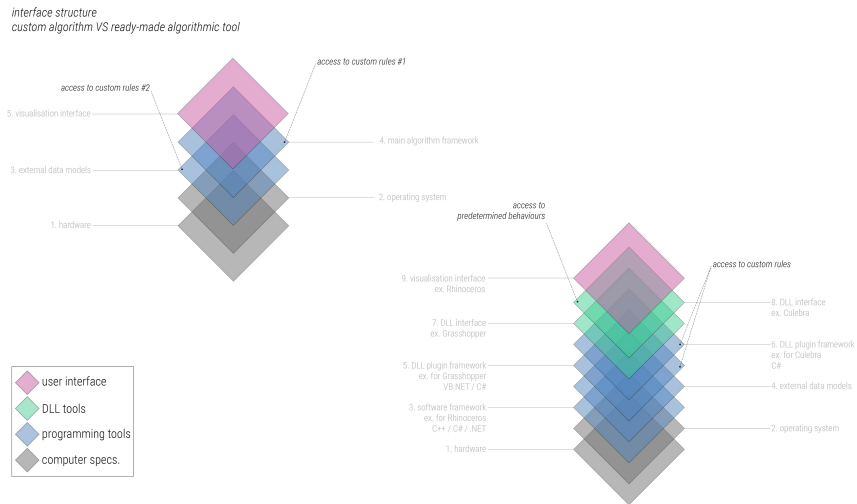 interface structure
custom algorithm VS ready-made algorithmic tool
access to custom rules #1
access to custom rules #2
5. visualisation interface
4. main algorithm framework
3. external data models
2. operating system
1. hardware
access to
predetermined behaviours
access to custom rules
9. visualisation interface
ex. Rhinoceros
8. DLL interface
ex. Culebra
7. DLL interface
ex. Grasshopper
6. DLL plugin framework
ex. for Culebra
C#
5. DLL plugin framework
ex. for Grasshopper
VB.NET / C#
4. external data models
3. software framework
ex. for Rhinoceros
C++ / C# / .NET
2. operating system
1. hardware
user interface
DLL tools
programming tools
computer specs.